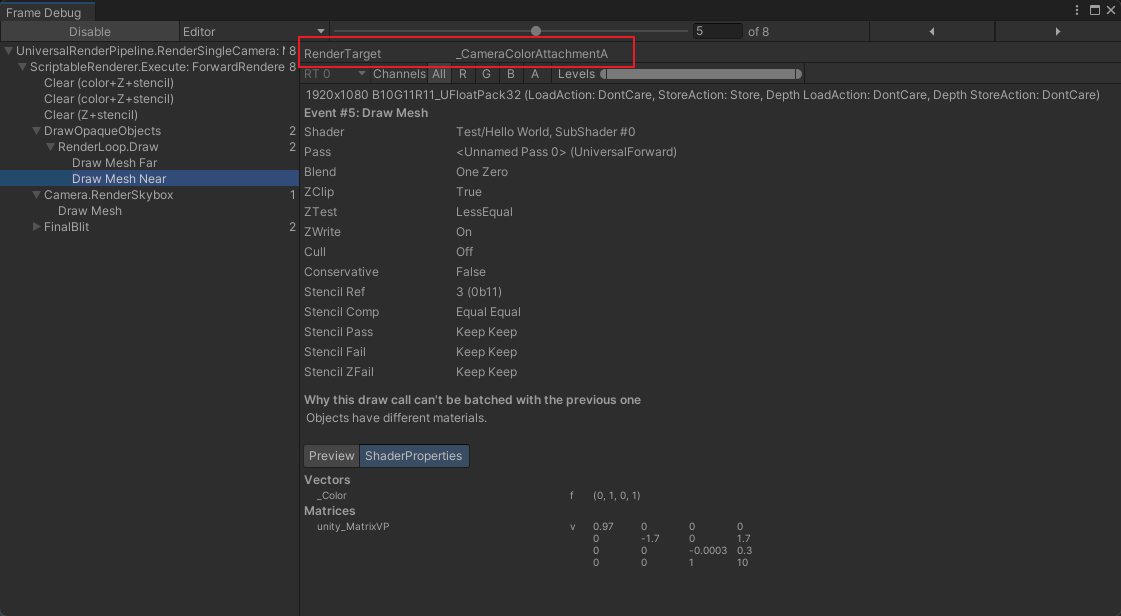 Frame Debug
Disable Editor 5 of 8
UniversalRenderPipeline.RenderSingleCamera: 8
ScriptableRenderer.Execute: ForwardRendere 8
Clear (color+Z+stencil)
Clear (color+Z+stencil)
Clear (Z+stencil)
DrawOpaqueObjects 2
RenderLoop.Draw 2
Draw Mesh Far
Draw Mesh Near
Camera.RenderSkybox 1
Draw Mesh
FinalBlit 2
RenderTarget _CameraColorAttachmentA
RT 0 Channels All R G B A Levels
1920x1080 B10G11R11_UFloatPack32 (LoadAction: DontCare, StoreAction: Store, Depth LoadAction: DontCare, Depth StoreAction: DontCare)
Event #5: Draw Mesh
Shader Test/Hello World, SubShader #0
Pass <Unnamed Pass 0> (UniversalForward)
Blend One Zero
ZClip True
ZTest LessEqual
ZWrite On
Cull Off
Conservative False
Stencil Ref 3 (0b11)
Stencil Comp Equal Equal
Stencil Pass Keep Keep
Stencil Fail Keep Keep
Stencil ZFail Keep Keep
Why this draw call can't be batched with the previous one
Objects have different materials.
Preview ShaderProperties
Vectors
_Color f (0, 1, 0, 1)
Matrices
unity_MatrixVP v 0.97 0 0 0
0 -1.7 0 1.7
0 0 -0.0003 0.3
0 0 1 10